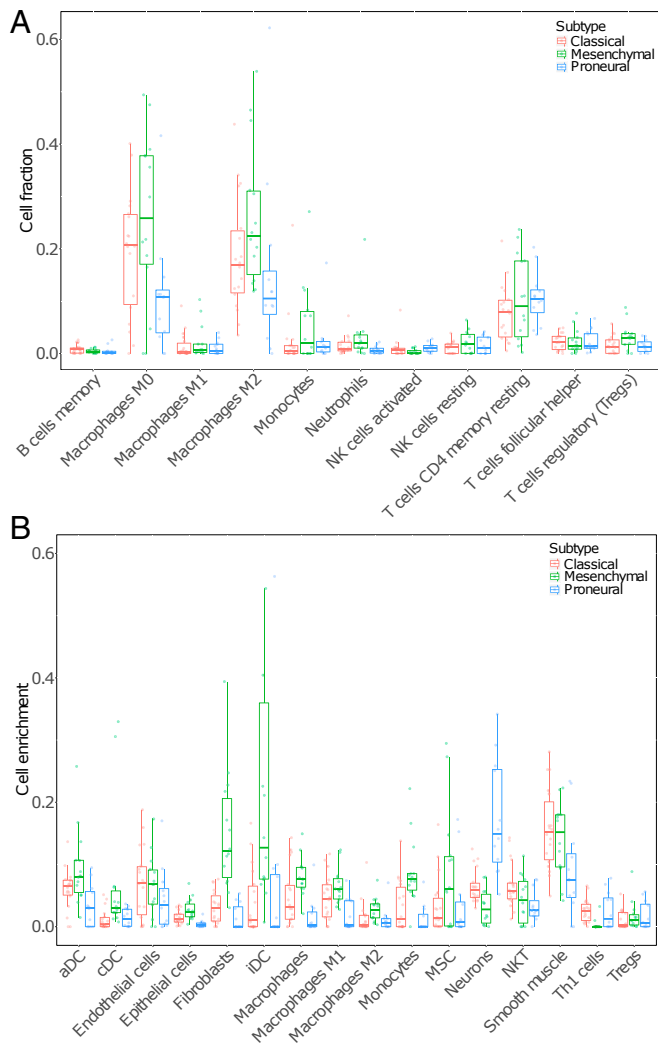 A
0.6
0.4
0.2
0.0
Cell fraction
Subtype
Classical
Mesenchymal
Proneural
B cells memory
Macrophages M0
Macrophages M1
Macrophages M2
Monocytes
Neutrophils
NK cells activated
NK cells resting
T cells CD4 memory resting
T cells follicular helper
T cells regulatory (Tregs)
B
0.6
0.4
0.2
0.0
Cell enrichment
Subtype
Classical
Mesenchymal
Proneural
aDC
cDC
Endothelial cells
Epithelial cells
Fibroblasts
iDC
Macrophages
Macrophages M1
Macrophages M2
Monocytes
MSC
Neurons
NKT
Smooth muscle
Th1 cells
Tregs